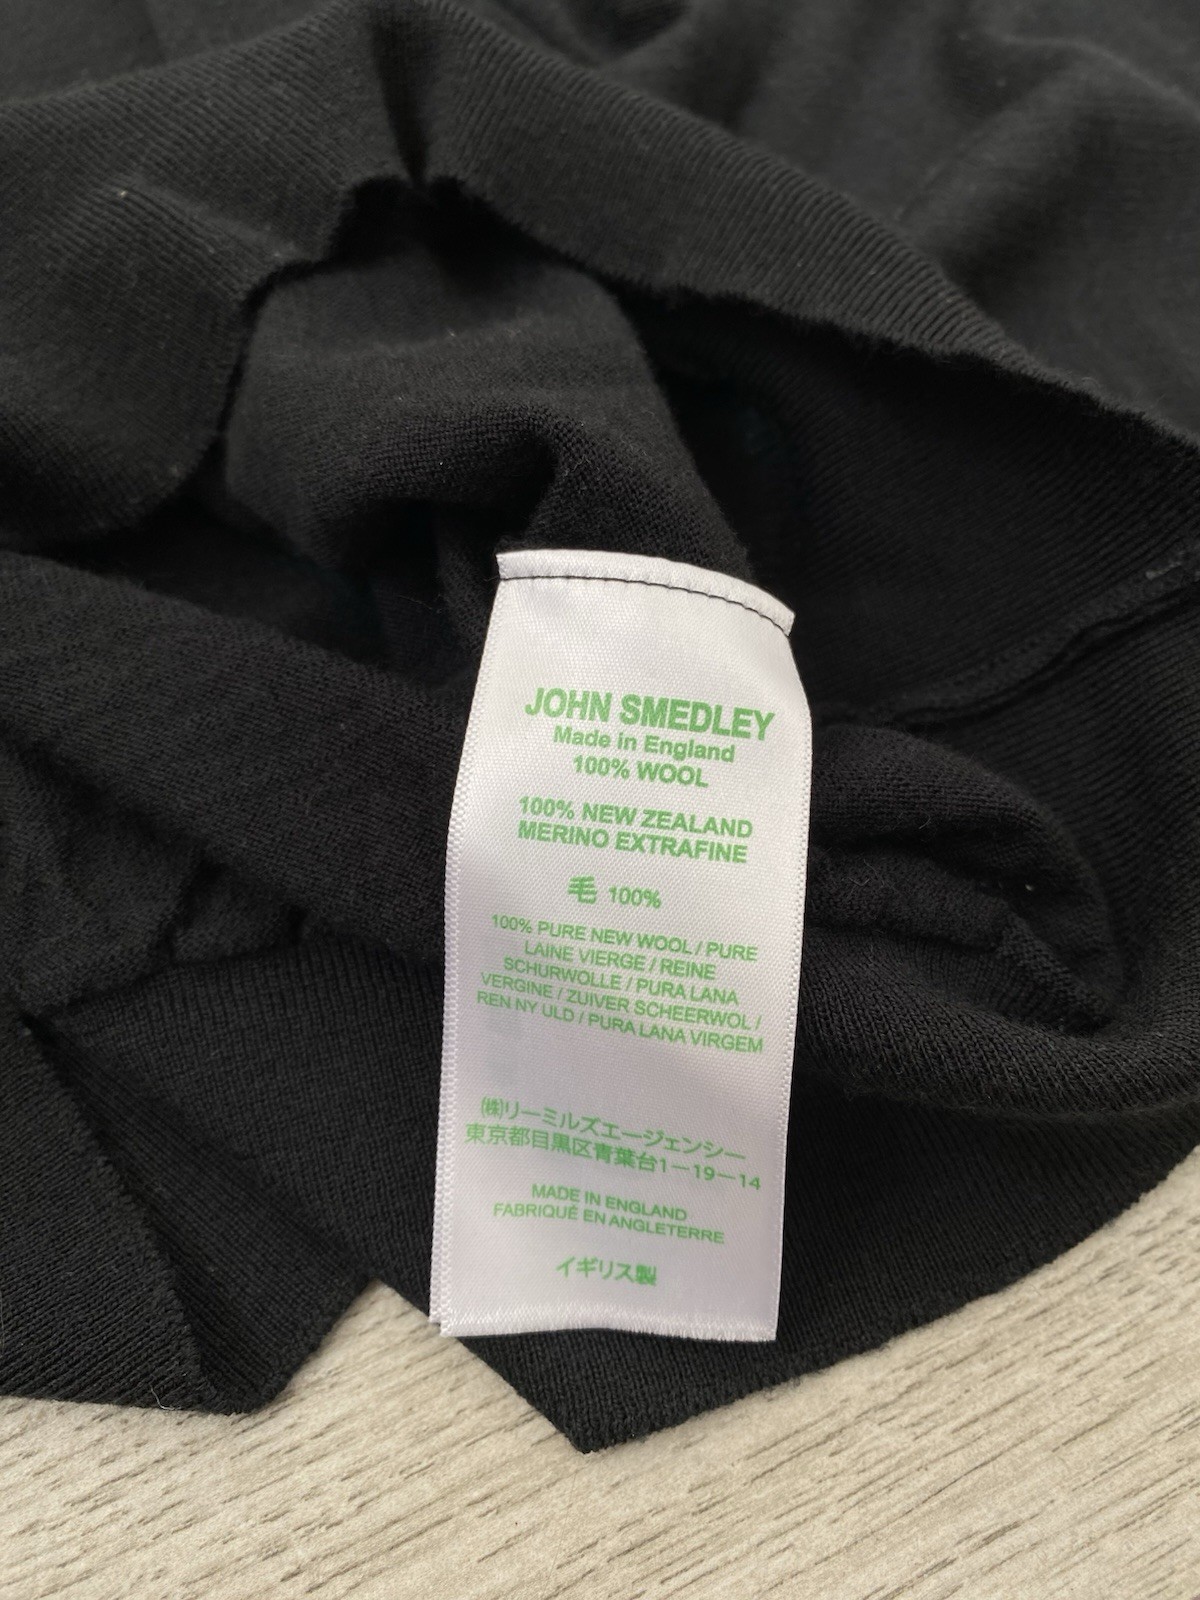 JOHN SMEDLEY
Made in England
100% WOOL
100% NEW ZEALAND
MERINO EXTRAFINE
毛 100%
100% PURE NEW WOOL / PURE
LAINE VIERGE / REINE
SCHURWOLLE / PURA LANA
VERGINE / ZUIVER SCHEERWOL /
REN NY ULD / PURA LANA VIRGEM
㈱リーミルズエージェンシー
東京都目黒区青葉台1－19－14
MADE IN ENGLAND
FABRIQUÉ EN ANGLETERRE
イギリス製